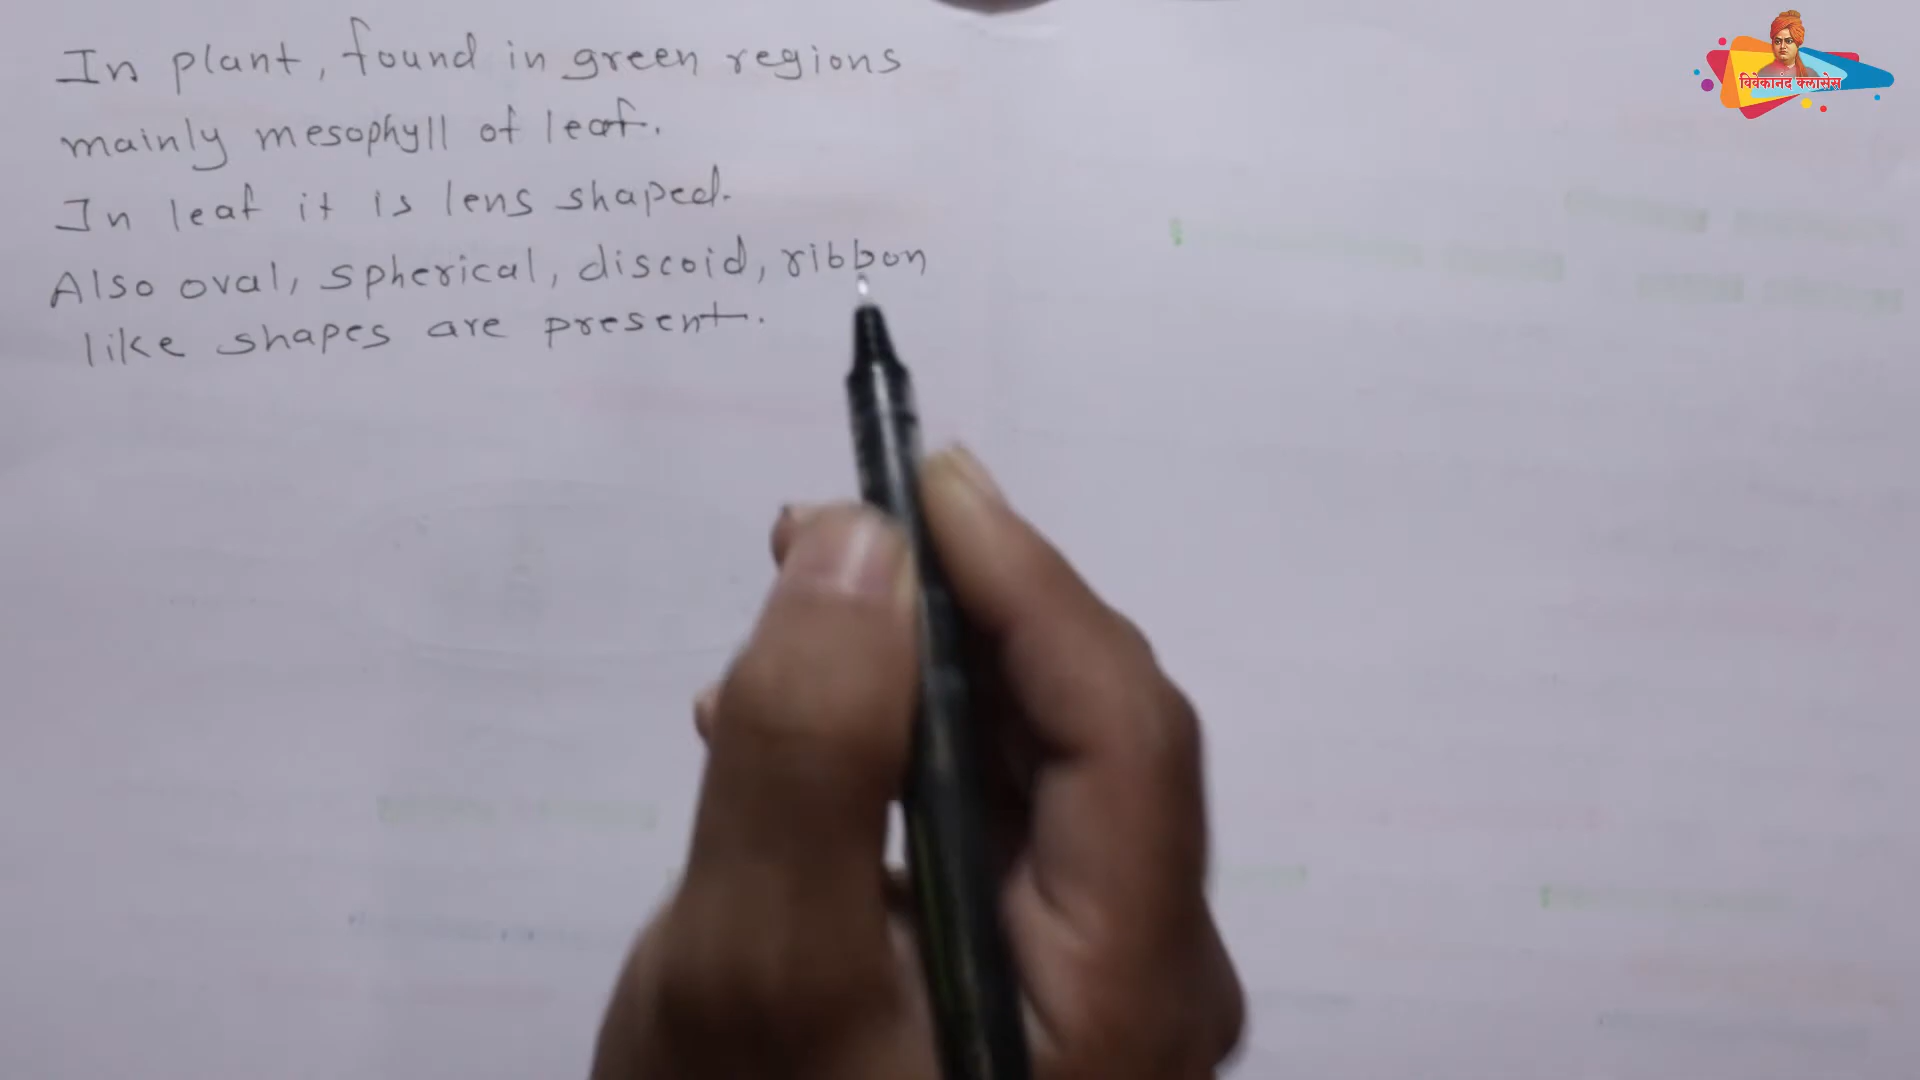 In plant, found in green regions
mainly mesophyll of leaf.
In leaf it is lens shaped.
Also oval, spherical, discoid, ribbon
like shapes are present.
विवेकानंद क्लासेस